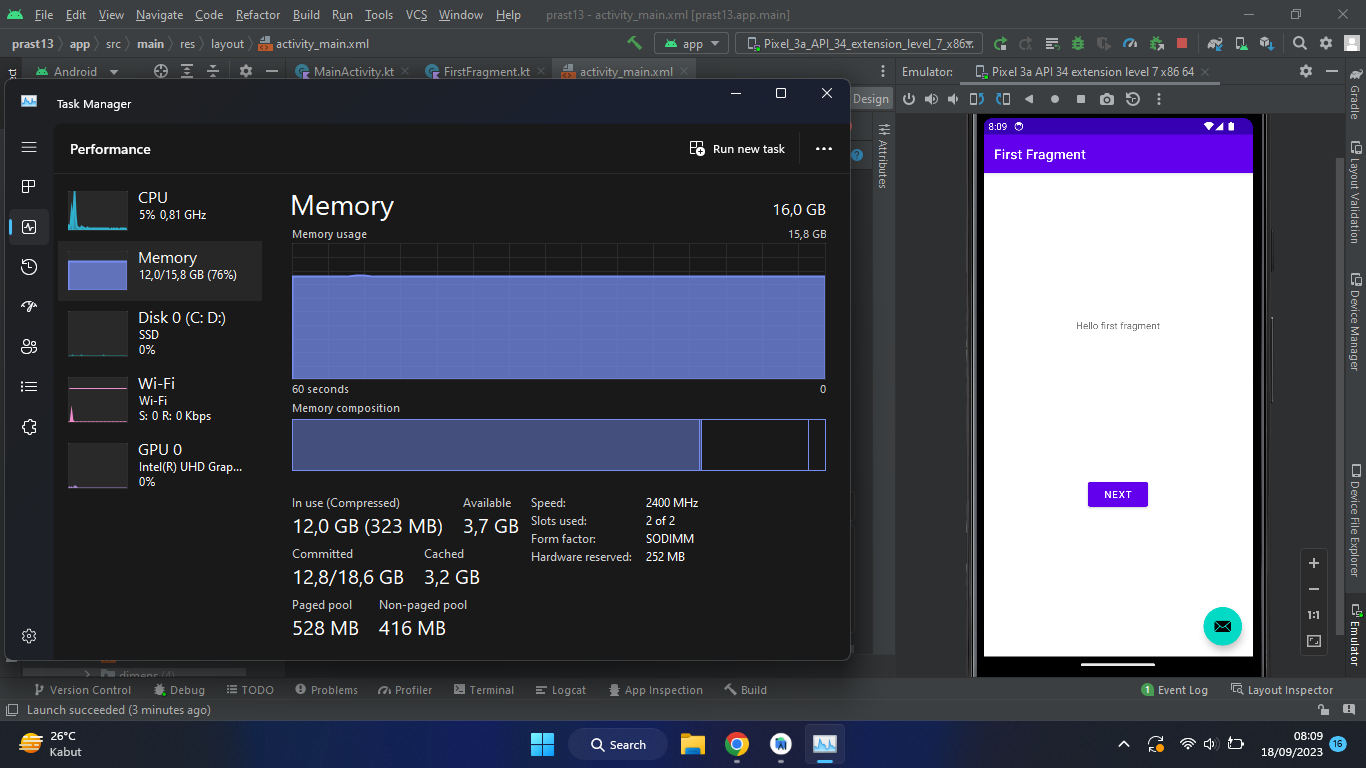 File Edit View Navigate Code Refactor Build Run Tools VCS Window Help prast13 - activity_main.xml [prast13.app.main]
prast13 app src main res layout activity_main.xml app Pixel_3a_API_34_extension_level_7_x86
Android MainActivity.kt FirstFragment.kt activity_main.xml Emulator: Pixel 3a API 34 extension level 7 x86 64
Task Manager
Design
Performance Run new task
CPU
5% 0,81 GHz
Memory
12,0/15,8 GB (76%)
Disk 0 (C: D:)
SSD
0%
Wi-Fi
Wi-Fi
S: 0 R: 0 Kbps
GPU 0
Intel(R) UHD Grap...
0%
Memory 16,0 GB
Memory usage 15,8 GB
60 seconds 0
Memory composition
In use (Compressed)
12,0 GB (323 MB)
Available
3,7 GB
Committed
12,8/18,6 GB
Cached
3,2 GB
Paged pool
528 MB
Non-paged pool
416 MB
Speed: 2400 MHz
Slots used: 2 of 2
Form factor: SODIMM
Hardware reserved: 252 MB
Attributes
8:09
First Fragment
Hello first fragment
NEXT
1:1
Gradle
Layout Validation
Device Manager
Device File Explorer
Emulator
dimens (4)
Version Control Debug TODO Problems Profiler Terminal Logcat App Inspection Build 1 Event Log Layout Inspector
Launch succeeded (3 minutes ago)
26°C
Kabut
Search
08:09
18/09/2023
16